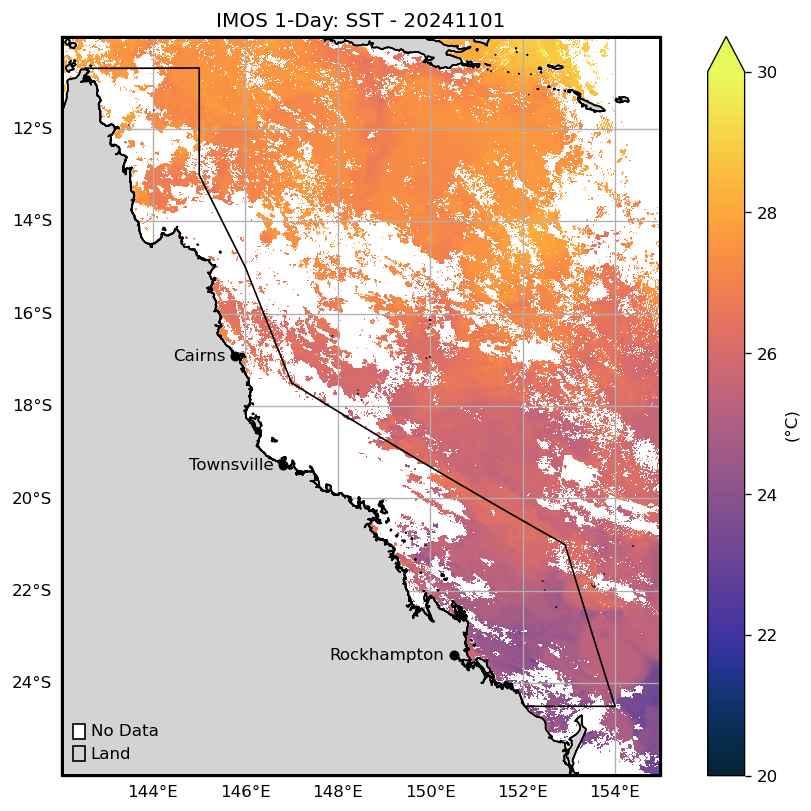 IMOS 1-Day: SST - 20241101
12°S
14°S
16°S
18°S
20°S
22°S
24°S
Cairns
Townsville
Rockhampton
No Data
Land
144°E 146°E 148°E 150°E 152°E 154°E
30
28
26
24
22
20
(°C)